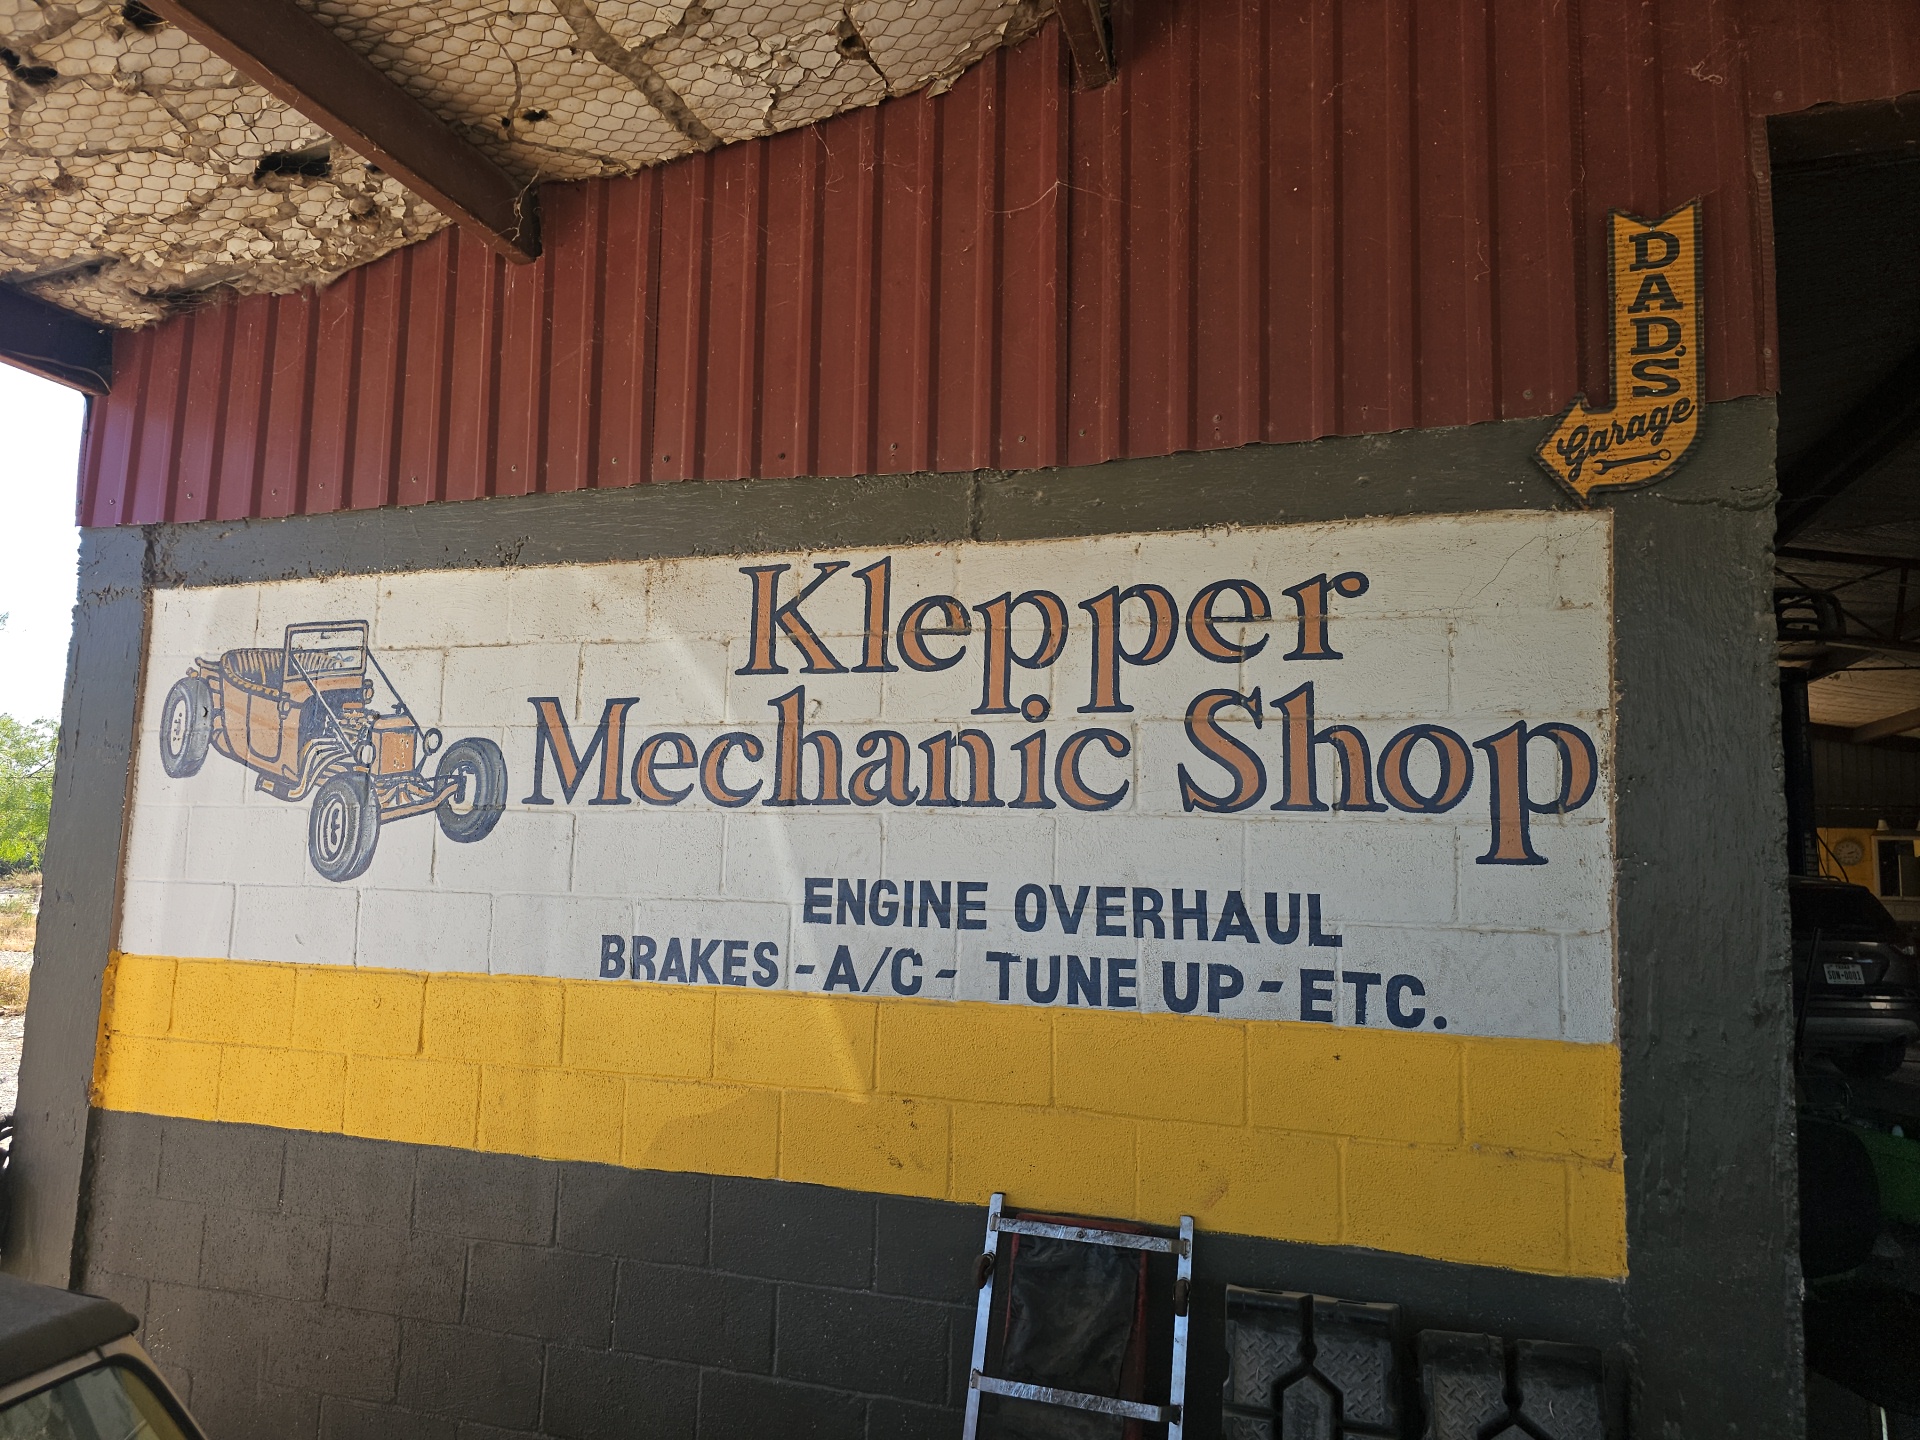 Klepper
Mechanic Shop
ENGINE OVERHAUL
BRAKES - A/C - TUNE UP - ETC.
DAD'S
Garage